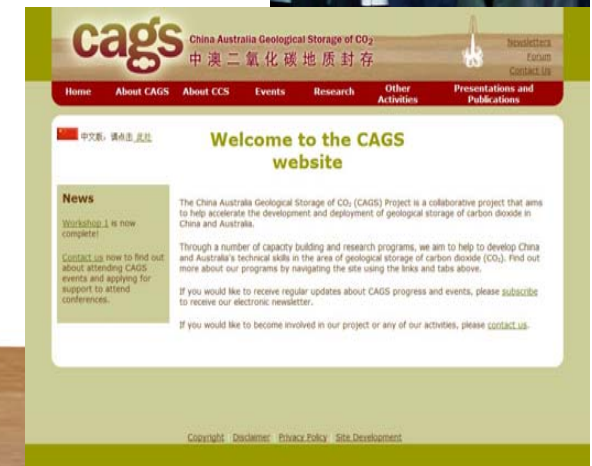 cags
China Australia Geological Storage of CO2
中澳二氧化碳地质封存
Newsletters
Forum
Contact Us
Home About CAGS About CCS Events Research Other Activities Presentations and Publications
中文版，请点击 此处
Welcome to the CAGS
website
News
Workshop 1 is now
complete!
Contact us now to find out
about attending CAGS
events and applying for
support to attend
conferences.
The China Australia Geological Storage of CO2 (CAGS) Project is a collaborative project that aims
to help accelerate the development and deployment of geological storage of carbon dioxide in
China and Australia.
Through a number of capacity building and research programs, we aim to help to develop China
and Australia's technical skills in the area of geological storage of carbon dioxide (CO2). Find out
more about our programs by navigating the site using the links and tabs above.
If you would like to receive regular updates about CAGS progress and events, please subscribe
to receive our electronic newsletter.
If you would like to become involved in our project or any of our activities, please contact us.
Copyright Disclaimer Privacy Policy Site Development